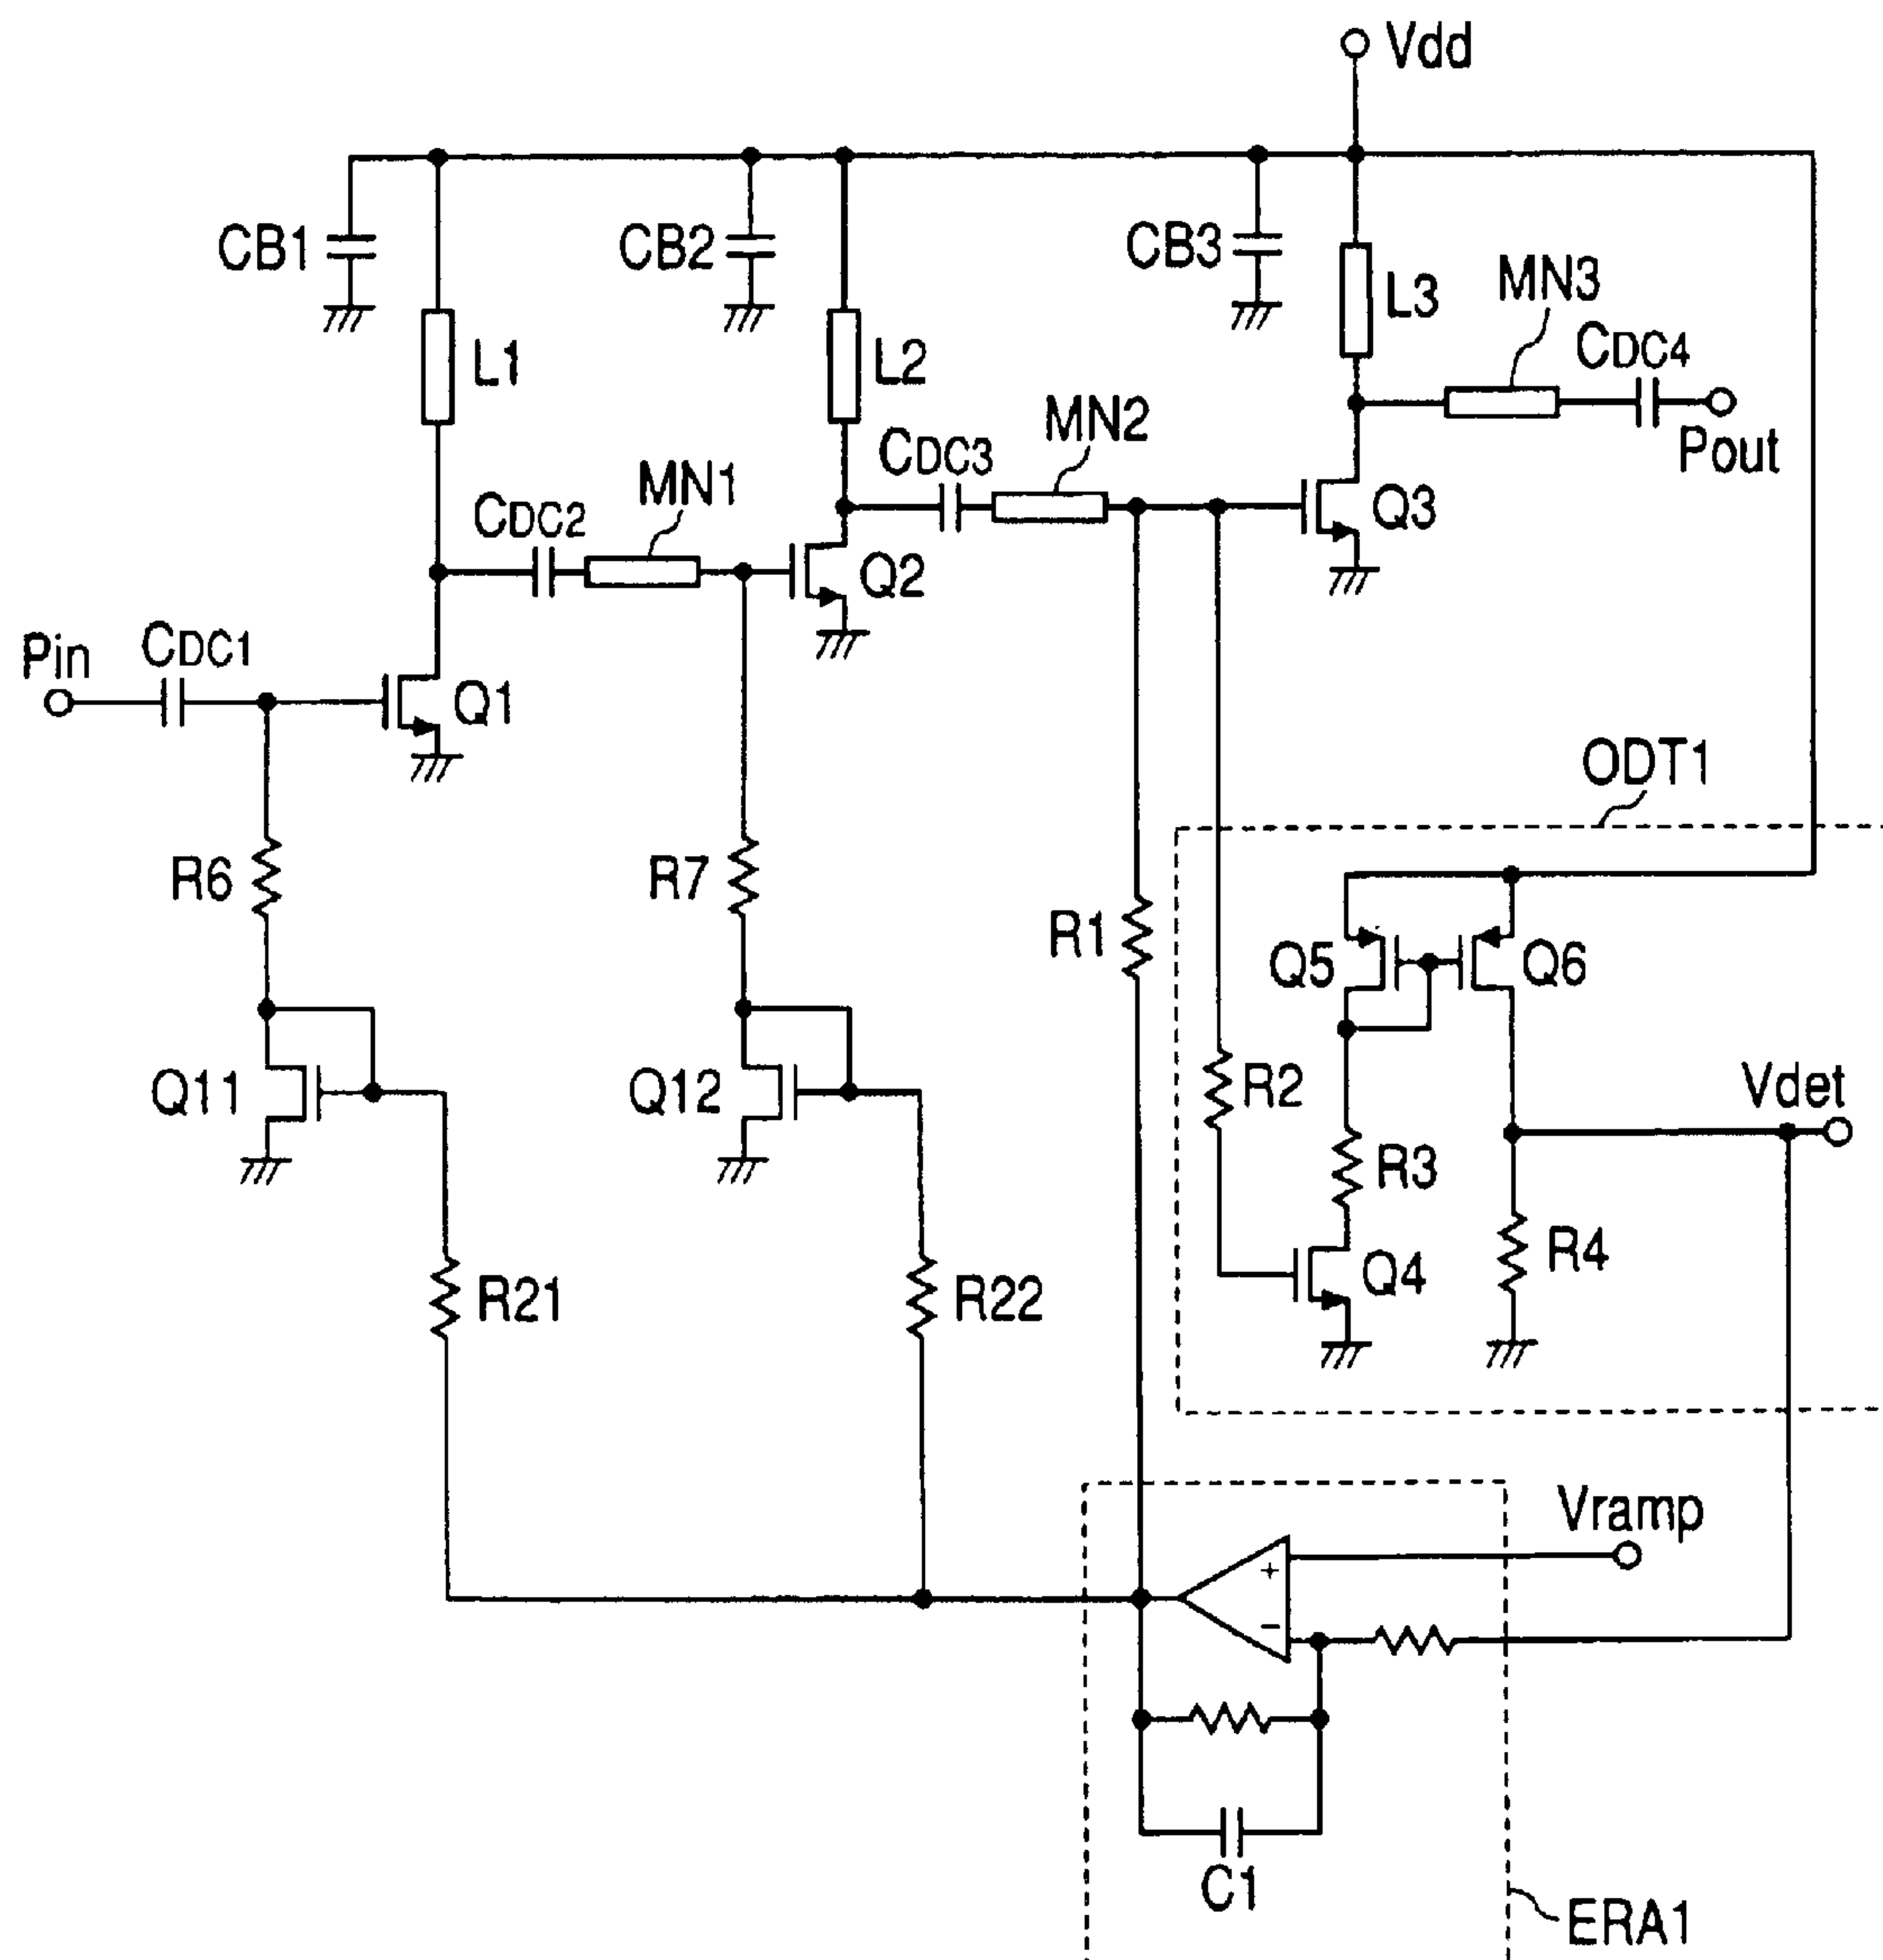 Vdd
CB1
CB2
CB3
L1
L2
L3
MN3
CDC4
Pout
CDC3
MN2
CDC2
MN1
Q3
Q2
Pin
CDC1
Q1
ODT1
R6
R7
R1
Q5
Q6
Q11
Q12
R2
Vdet
R3
Q4
R4
R21
R22
Vramp
+
−
C1
ERA1